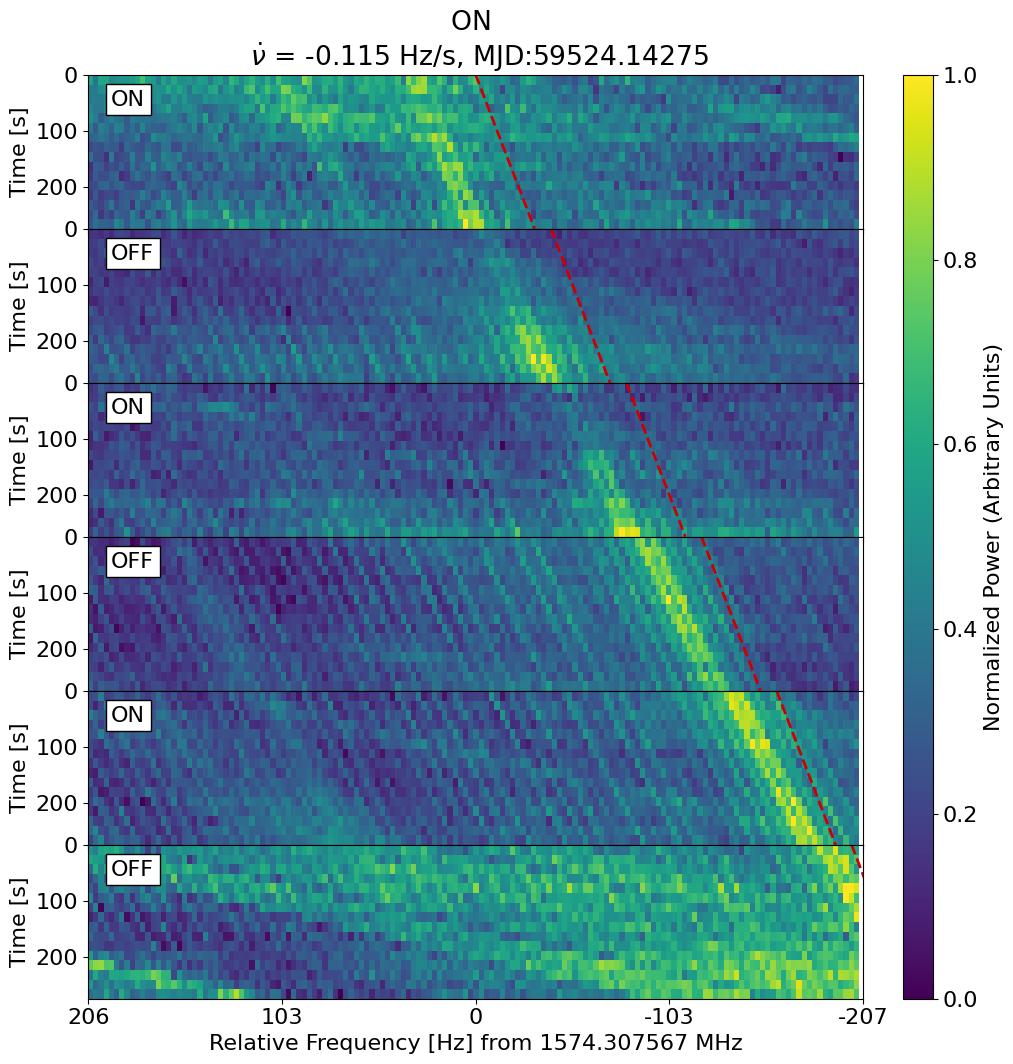 ON
ν̇ = -0.115 Hz/s, MJD:59524.14275
0
ON
100
200
Time [s]
0
OFF
100
200
Time [s]
0
ON
100
200
Time [s]
0
OFF
100
200
Time [s]
0
ON
100
200
Time [s]
0
OFF
100
200
Time [s]
206 103 0 -103 -207
Relative Frequency [Hz] from 1574.307567 MHz
1.0
0.8
0.6
0.4
0.2
0.0
Normalized Power (Arbitrary Units)